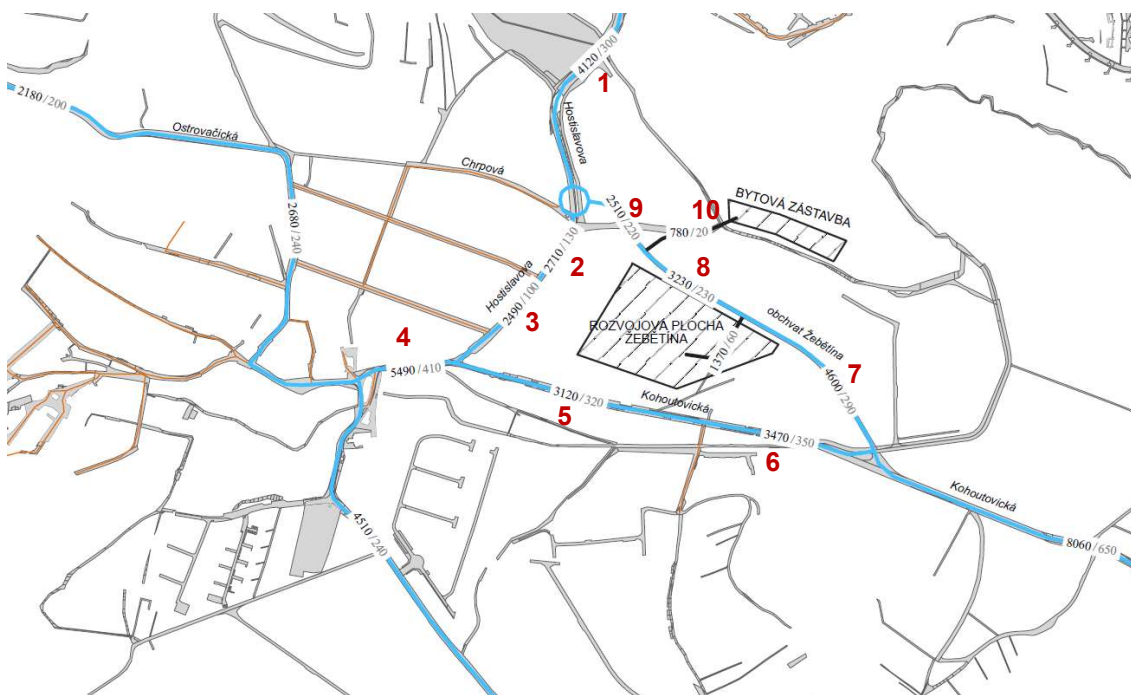 4120/300
1
2180/200
Ostrovačická
Hostislavova
Chrpová
BYTOVÁ ZÁSTAVBA
9
10
2510/220
780/20
2680/240
2710/130
2
8
3230/230
Hostislavova
2490/100
3
ROZVOJOVÁ PLOCHA
ŽEBĚTÍNA
1370/60
obchvat Žebětína
4
5490/410
7
4600/290
3120/320
Kohoutovická
5
3470/350
6
Kohoutovická
4510/240
8060/650